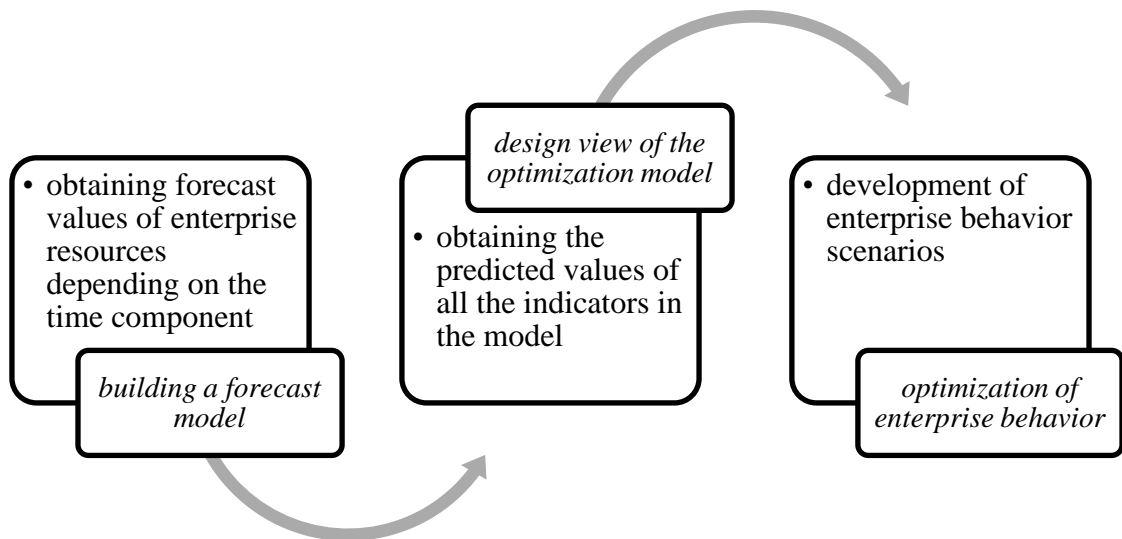 • obtaining forecast
values of enterprise
resources
depending on the
time component
building a forecast
model
design view of the
optimization model
• obtaining the
predicted values of
all the indicators in
the model
• development of
enterprise behavior
scenarios
optimization of
enterprise behavior